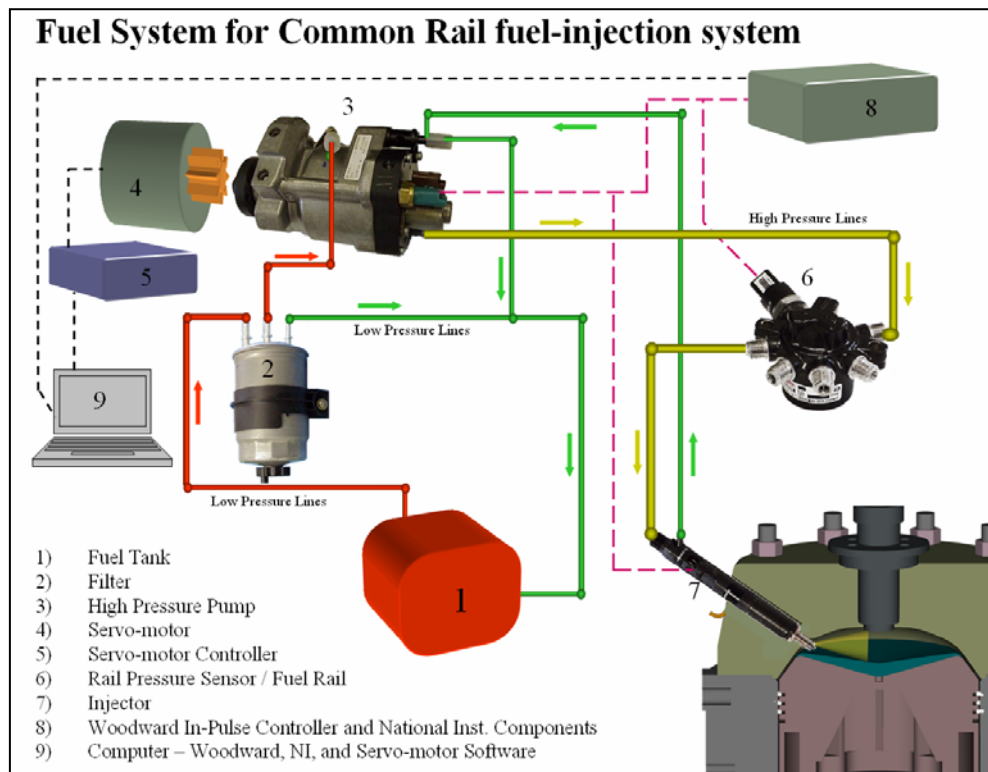 Fuel System for Common Rail fuel-injection system
3
8
4
High Pressure Lines
5
6
Low Pressure Lines
2
9
Low Pressure Lines
1
7
1) Fuel Tank
2) Filter
3) High Pressure Pump
4) Servo-motor
5) Servo-motor Controller
6) Rail Pressure Sensor / Fuel Rail
7) Injector
8) Woodward In-Pulse Controller and National Inst. Components
9) Computer – Woodward, NI, and Servo-motor Software